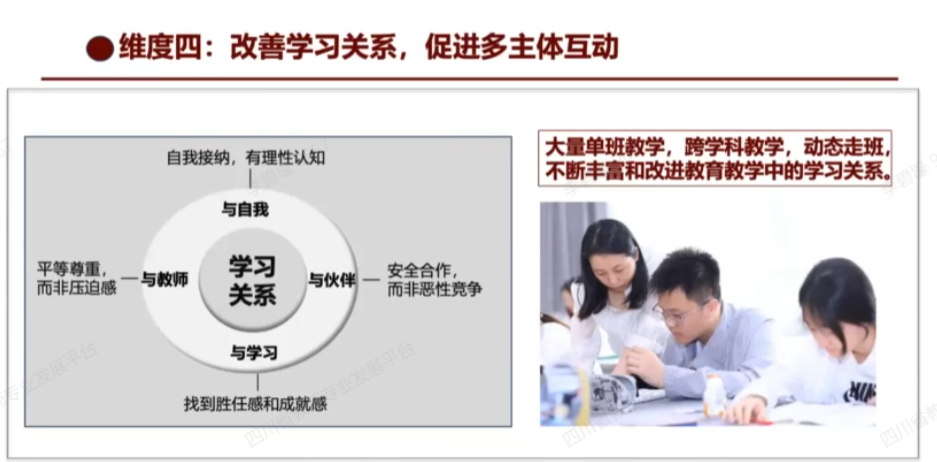 维度四：改善学习关系，促进多主体互动
自我接纳，有理性认知
与自我
平等尊重，
而非压迫感
与教师
学习
关系
与伙伴
安全合作，
而非恶性竞争
与学习
找到胜任感和成就感
大量单班教学，跨学科教学，动态走班，
不断丰富和改进教育教学中的学习关系。